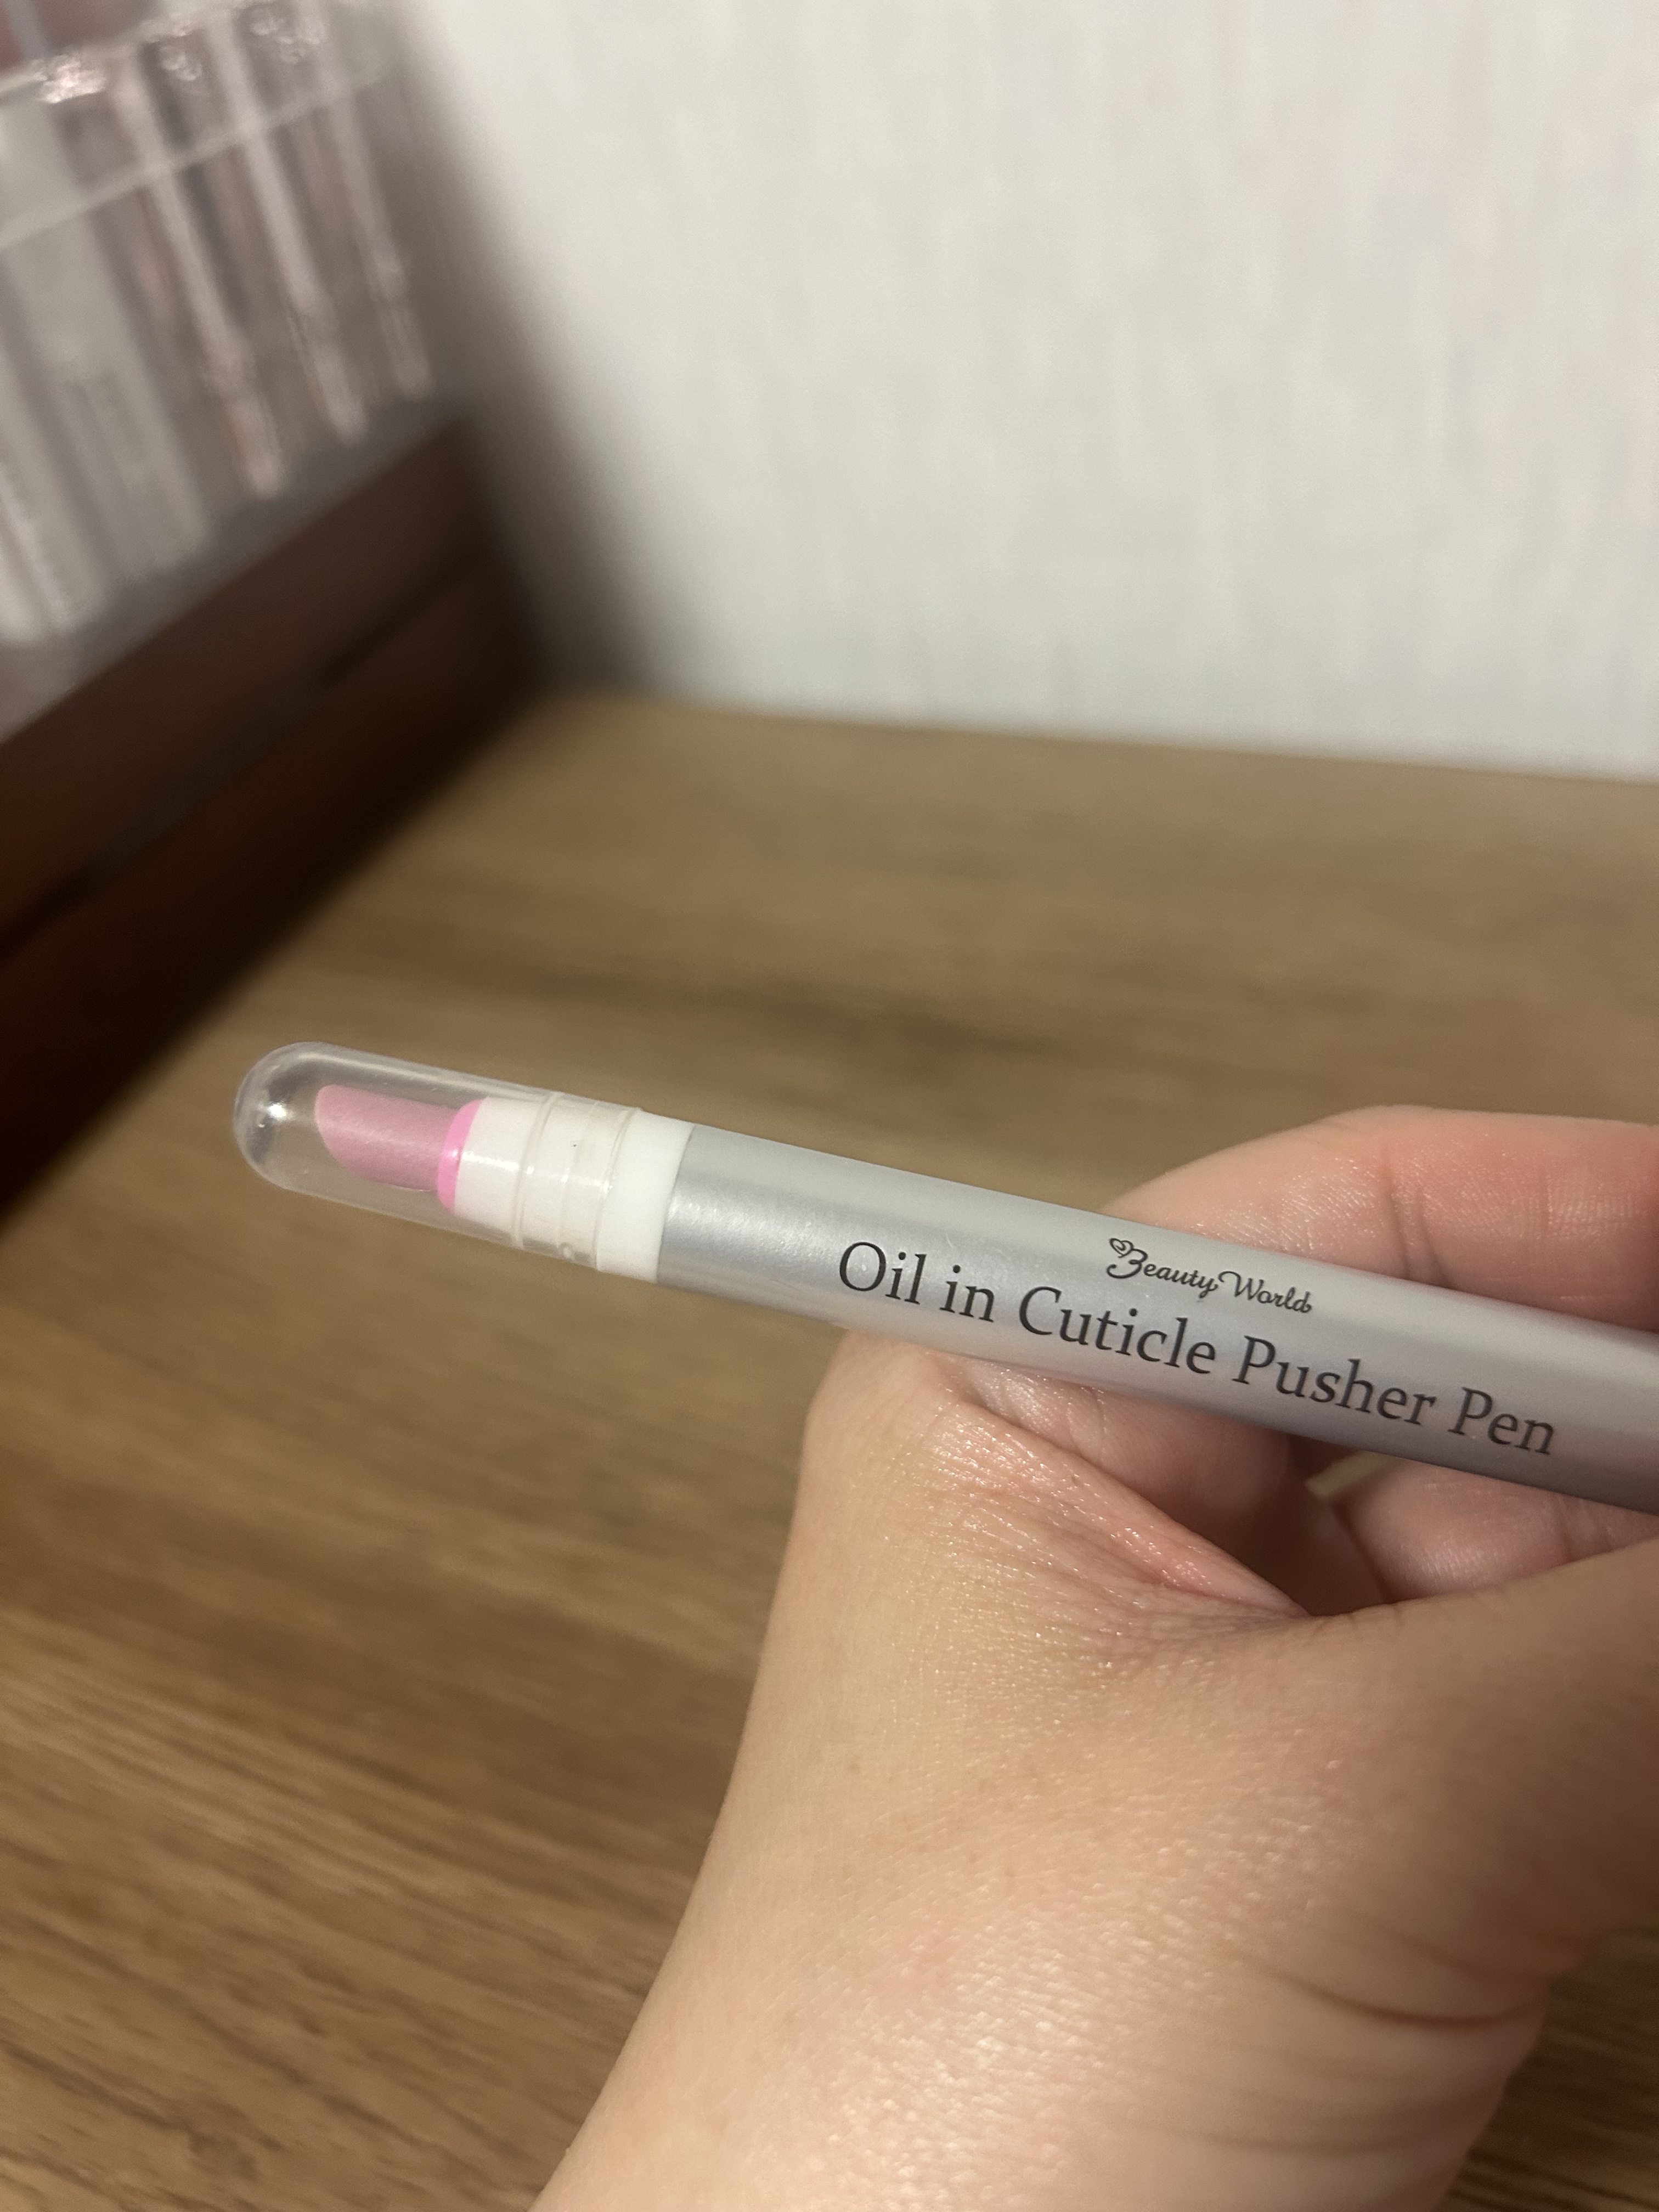 Beauty World
Oil in Cuticle Pusher Pen